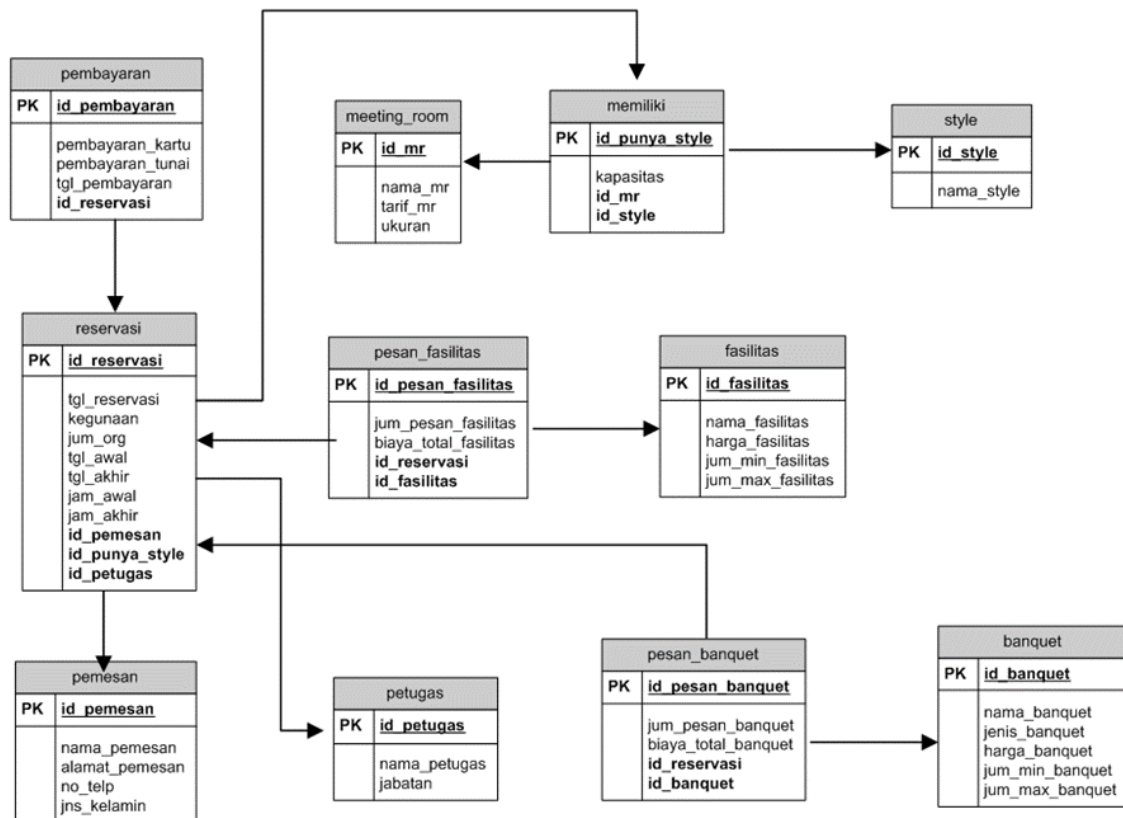 pembayaran
PK id_pembayaran
pembayaran_kartu
pembayaran_tunai
tgl_pembayaran
id_reservasi
meeting_room
PK id_mr
nama_mr
tarif_mr
ukuran
memiliki
PK id_punya_style
kapasitas
id_mr
id_style
style
PK id_style
nama_style
reservasi
PK id_reservasi
tgl_reservasi
kegunaan
jum_org
tgl_awal
tgl_akhir
jam_awal
jam_akhir
id_pemesan
id_punya_style
id_petugas
pesan_fasilitas
PK id_pesan_fasilitas
jum_pesan_fasilitas
biaya_total_fasilitas
id_reservasi
id_fasilitas
fasilitas
PK id_fasilitas
nama_fasilitas
harga_fasilitas
jum_min_fasilitas
jum_max_fasilitas
pemesan
PK id_pemesan
nama_pemesan
alamat_pemesan
no_telp
jns_kelamin
petugas
PK id_petugas
nama_petugas
jabatan
pesan_banquet
PK id_pesan_banquet
jum_pesan_banquet
biaya_total_banquet
id_reservasi
id_banquet
banquet
PK id_banquet
nama_banquet
jenis_banquet
harga_banquet
jum_min_banquet
jum_max_banquet